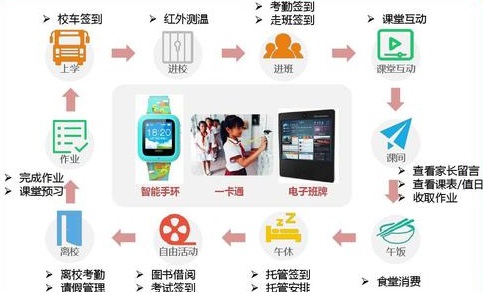 校车签到
红外测温
考勤签到
走班签到
课堂互动
上学
进校
进班
课堂互动
18:20
作业
课间
完成作业
课堂预习
智能手环
一卡通
电子班牌
查看家长留言
查看课表/值日
收取作业
离校
自由活动
午休
午饭
离校考勤
请假管理
图书借阅
考试签到
托管签到
托管安排
食堂消费